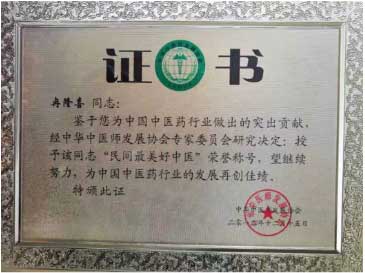 证书
冉隆喜 同志:
鉴于您为中国中医药行业做出的突出贡献,
经中华中医师发展协会专家委员会研究决定: 授
予该同志“民间最美好中医”荣誉称号, 望继续
努力, 为中国中医药行业的发展再创佳绩。
特颁此证